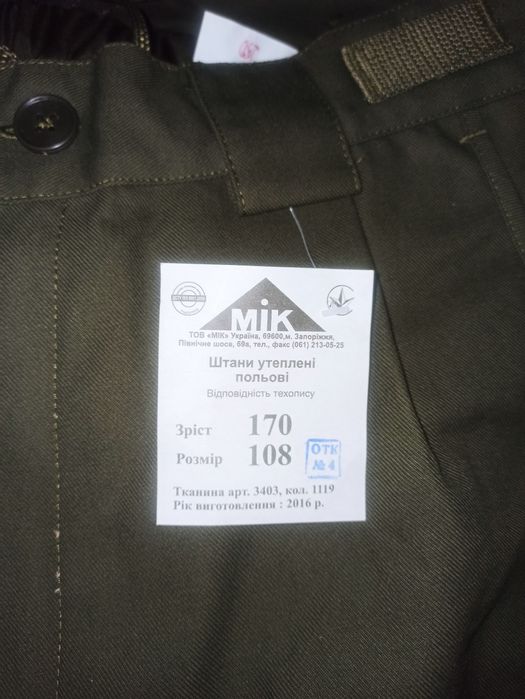 МіК
ТОВ «МІК» Україна, 69600,м. Запоріжжя,
Північне шосе, 69а, тел., факс (061) 213-05-25
Штани утеплені
польові
Відповідність техопису
Зріст 170
Розмір 108
ОТК
№ 4
Тканина арт. 3403, кол. 1119
Рік виготовлення : 2016 р.